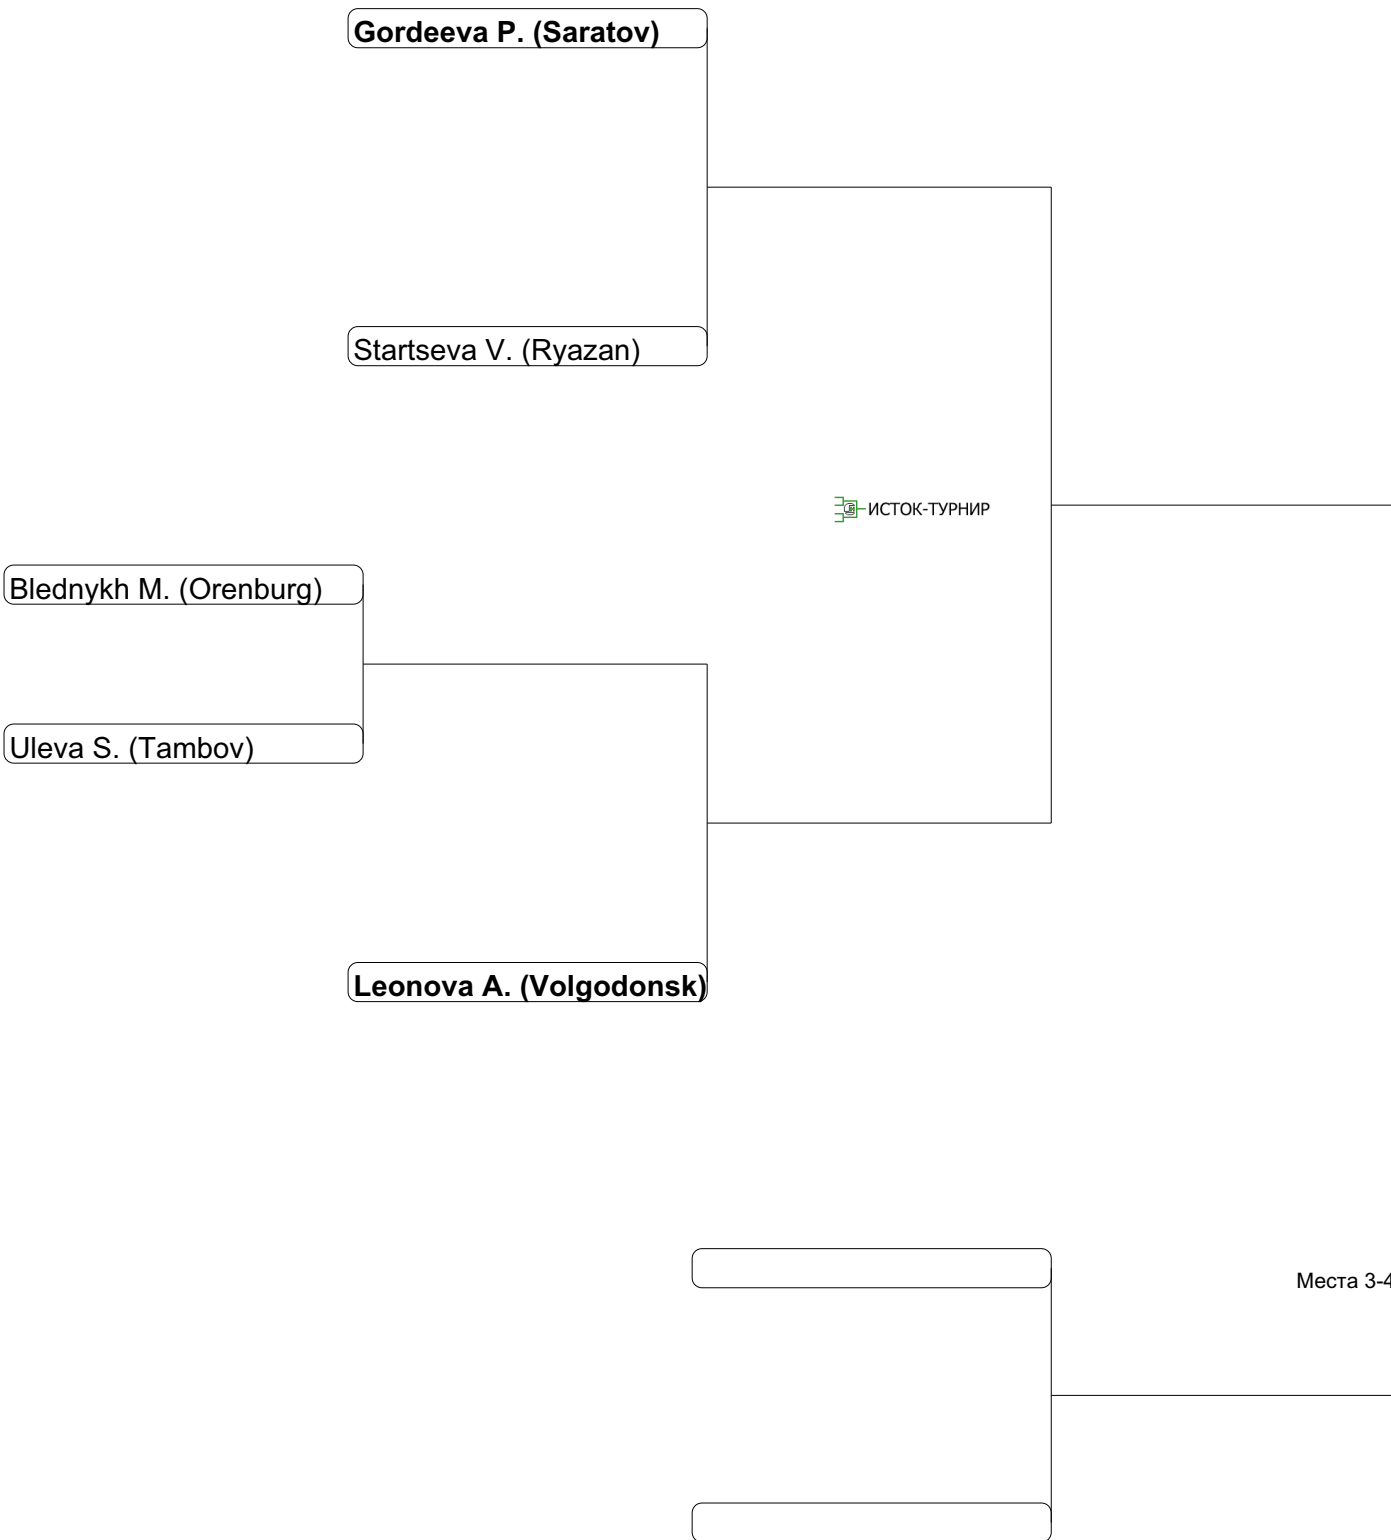 Gordeeva P. (Saratov)
Startseva V. (Ryazan)
ИСТОК-ТУРНИР
Blednykh M. (Orenburg)
Uleva S. (Tambov)
Leonova A. (Volgodonsk)
Места 3-4